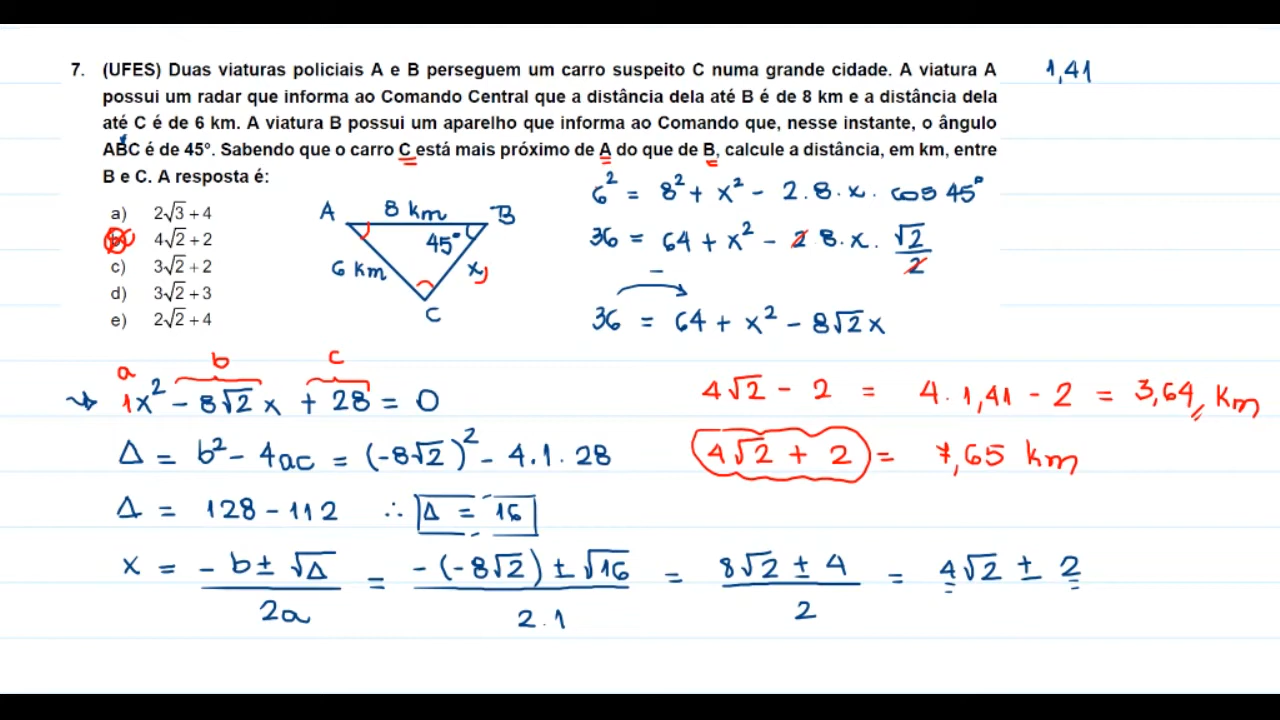 7. (UFES) Duas viaturas policiais A e B perseguem um carro suspeito C numa grande cidade. A viatura A
possui um radar que informa ao Comando Central que a distância dela até B é de 8 km e a distância dela
até C é de 6 km. A viatura B possui um aparelho que informa ao Comando que, nesse instante, o ângulo
ABC é de 45º. Sabendo que o carro C está mais próximo de A do que de B, calcule a distância, em km, entre
B e C. A resposta é:
1,41
a) 2√3 + 4
b) 4√2 + 2
c) 3√2 + 2
d) 3√2 + 3
e) 2√2 + 4
A 8 km B
45°
6 km x
C
6² = 8² + x² - 2.8.x.cos 45°
36 = 64 + x² - 2 8.x.√2/2
-
36 = 64 + x² - 8√2x
a b c
1x² - 8√2x + 28 = 0
Δ = b² - 4ac = (-8√2)² - 4.1.28
Δ = 128 - 112 ∴ Δ = 16
x = -b ± √Δ/2a = -(-8√2) ± √16/2.1 = 8√2 ± 4/2 = 4√2 ± 2
4√2 - 2 = 4.1,41 - 2 = 3,64 km
4√2 + 2 = 7,65 km